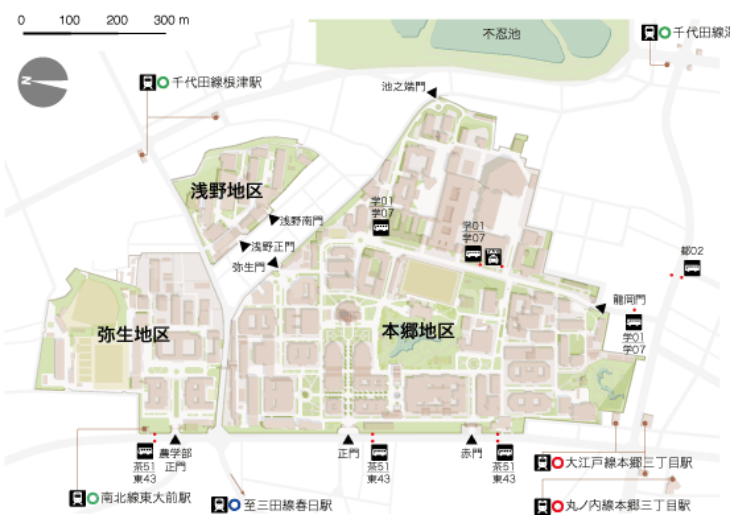 0 100 200 300 m
不忍池
千代田線湯
N
千代田線根津駅
池之端門
浅野地区
学01
学07
浅野南門
学01
学07
TAXI
浅野正門
弥生門
都02
龍岡門
弥生地区
本郷地区
学01
学07
農学部
正門
正門
赤門
茶51
東43
茶51
東43
茶51
東43
大江戸線本郷三丁目駅
南北線東大前駅
至三田線春日駅
丸ノ内線本郷三丁目駅